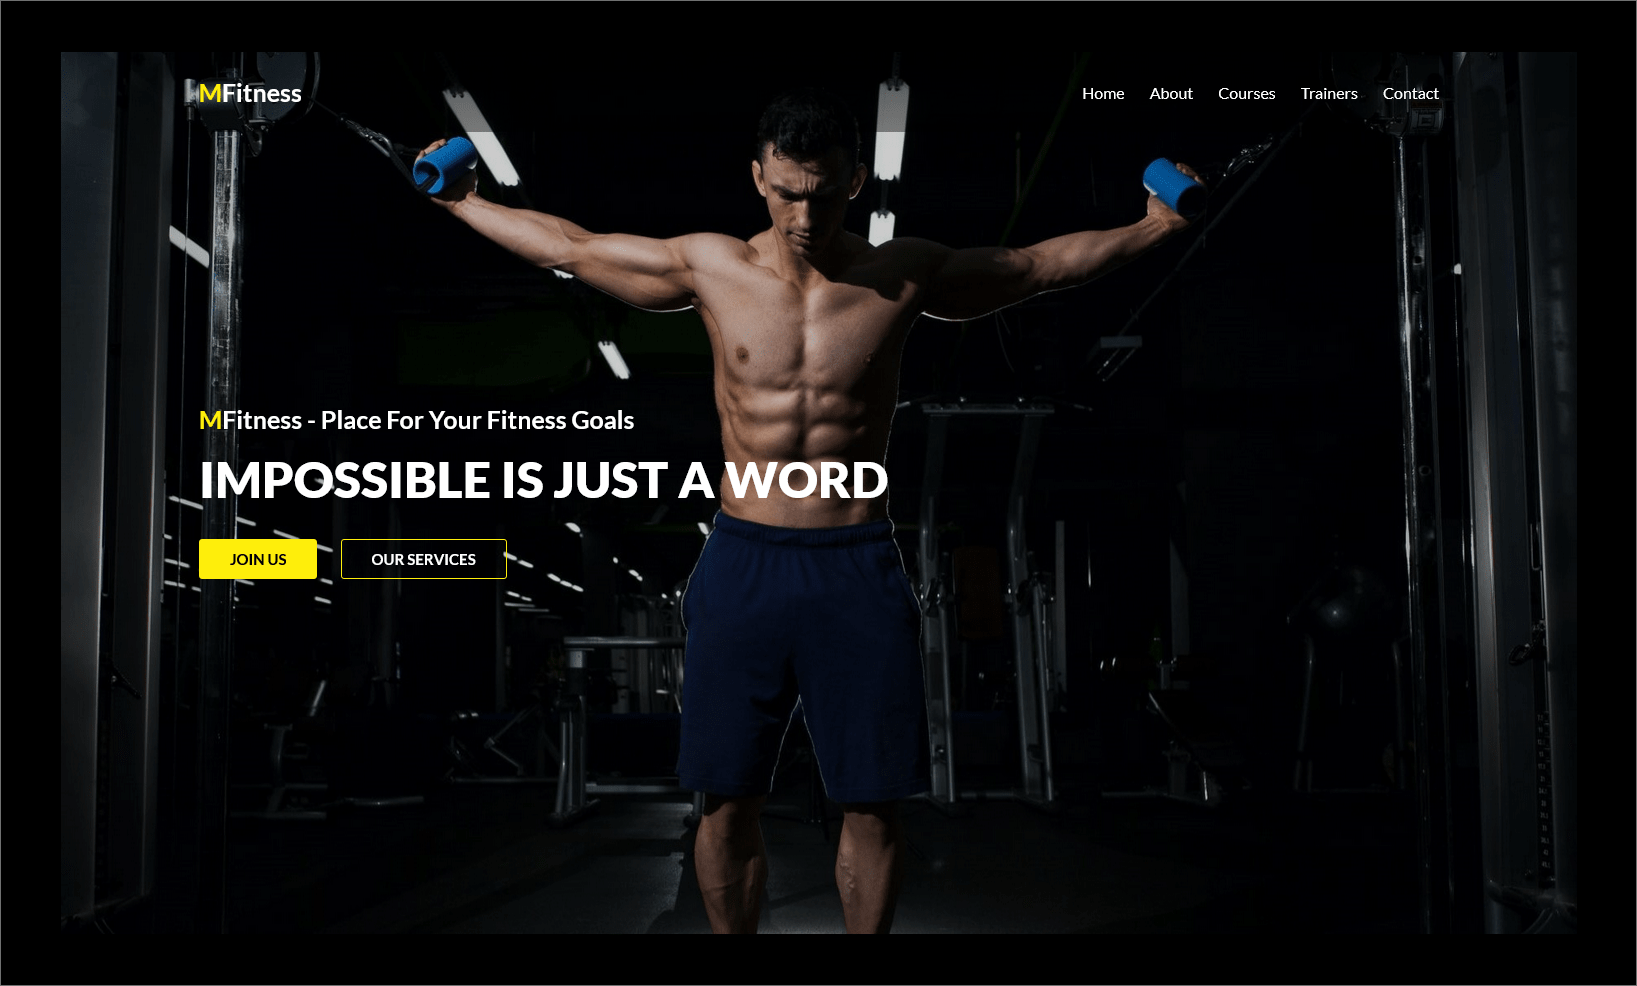 MFitness
Home About Courses Trainers Contact
MFitness - Place For Your Fitness Goals
IMPOSSIBLE IS JUST A WORD
JOIN US
OUR SERVICES